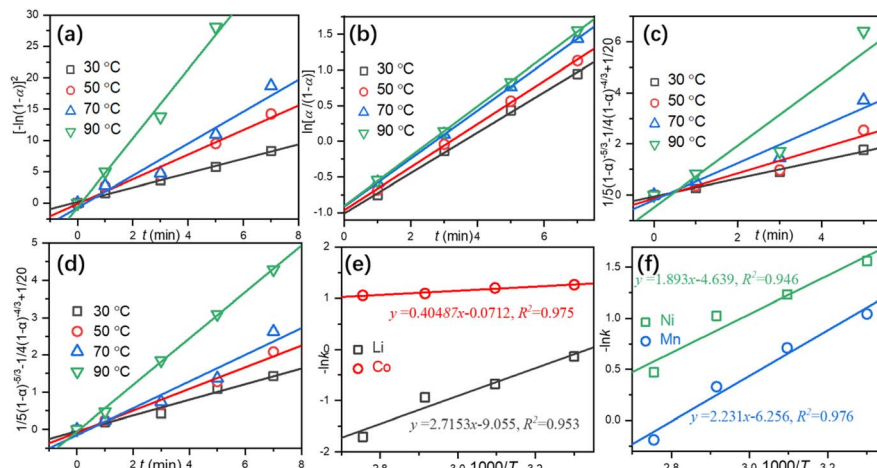 (a)
[-ln(1-α)]²
30
25
20
15
10
5
0
30 °C
50 °C
70 °C
90 °C
0 2 4 6 8
t (min)
(b)
ln[α/(1-α)]
1.5
1.0
0.5
0.0
-0.5
-1.0
30 °C
50 °C
70 °C
90 °C
0 2 4 6
t (min)
(c)
1/5(1-α)^-5/3-1/4(1-α)^-4/3+1/20
6
4
2
0
30 °C
50 °C
70 °C
90 °C
0 2 4
t (min)
(d)
1/5(1-α)^-5/3-1/4(1-α)^-4/3+1/20
5
4
3
2
1
0
30 °C
50 °C
70 °C
90 °C
0 2 4 6 8
t (min)
(e)
-lnk
2
1
0
-1
-2
y =0.40487x-0.0712, R²=0.975
Li
Co
y =2.7153x-9.055, R²=0.953
2.8 3.0 3.2
1000/T
(f)
-lnk
1.5
1.0
0.5
0.0
y =1.893x-4.639, R²=0.946
Ni
Mn
y =2.231x-6.256, R²=0.976
2.8 3.0 3.2
1000/T